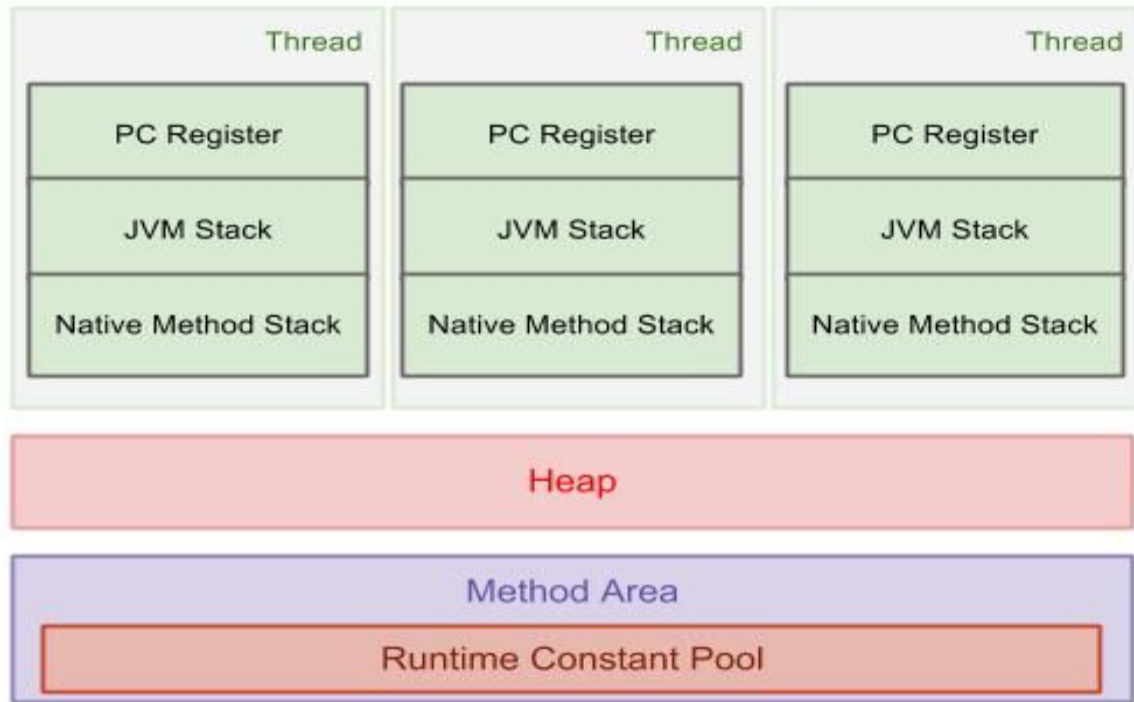 Thread
PC Register
JVM Stack
Native Method Stack
Thread
PC Register
JVM Stack
Native Method Stack
Thread
PC Register
JVM Stack
Native Method Stack
Heap
Method Area
Runtime Constant Pool